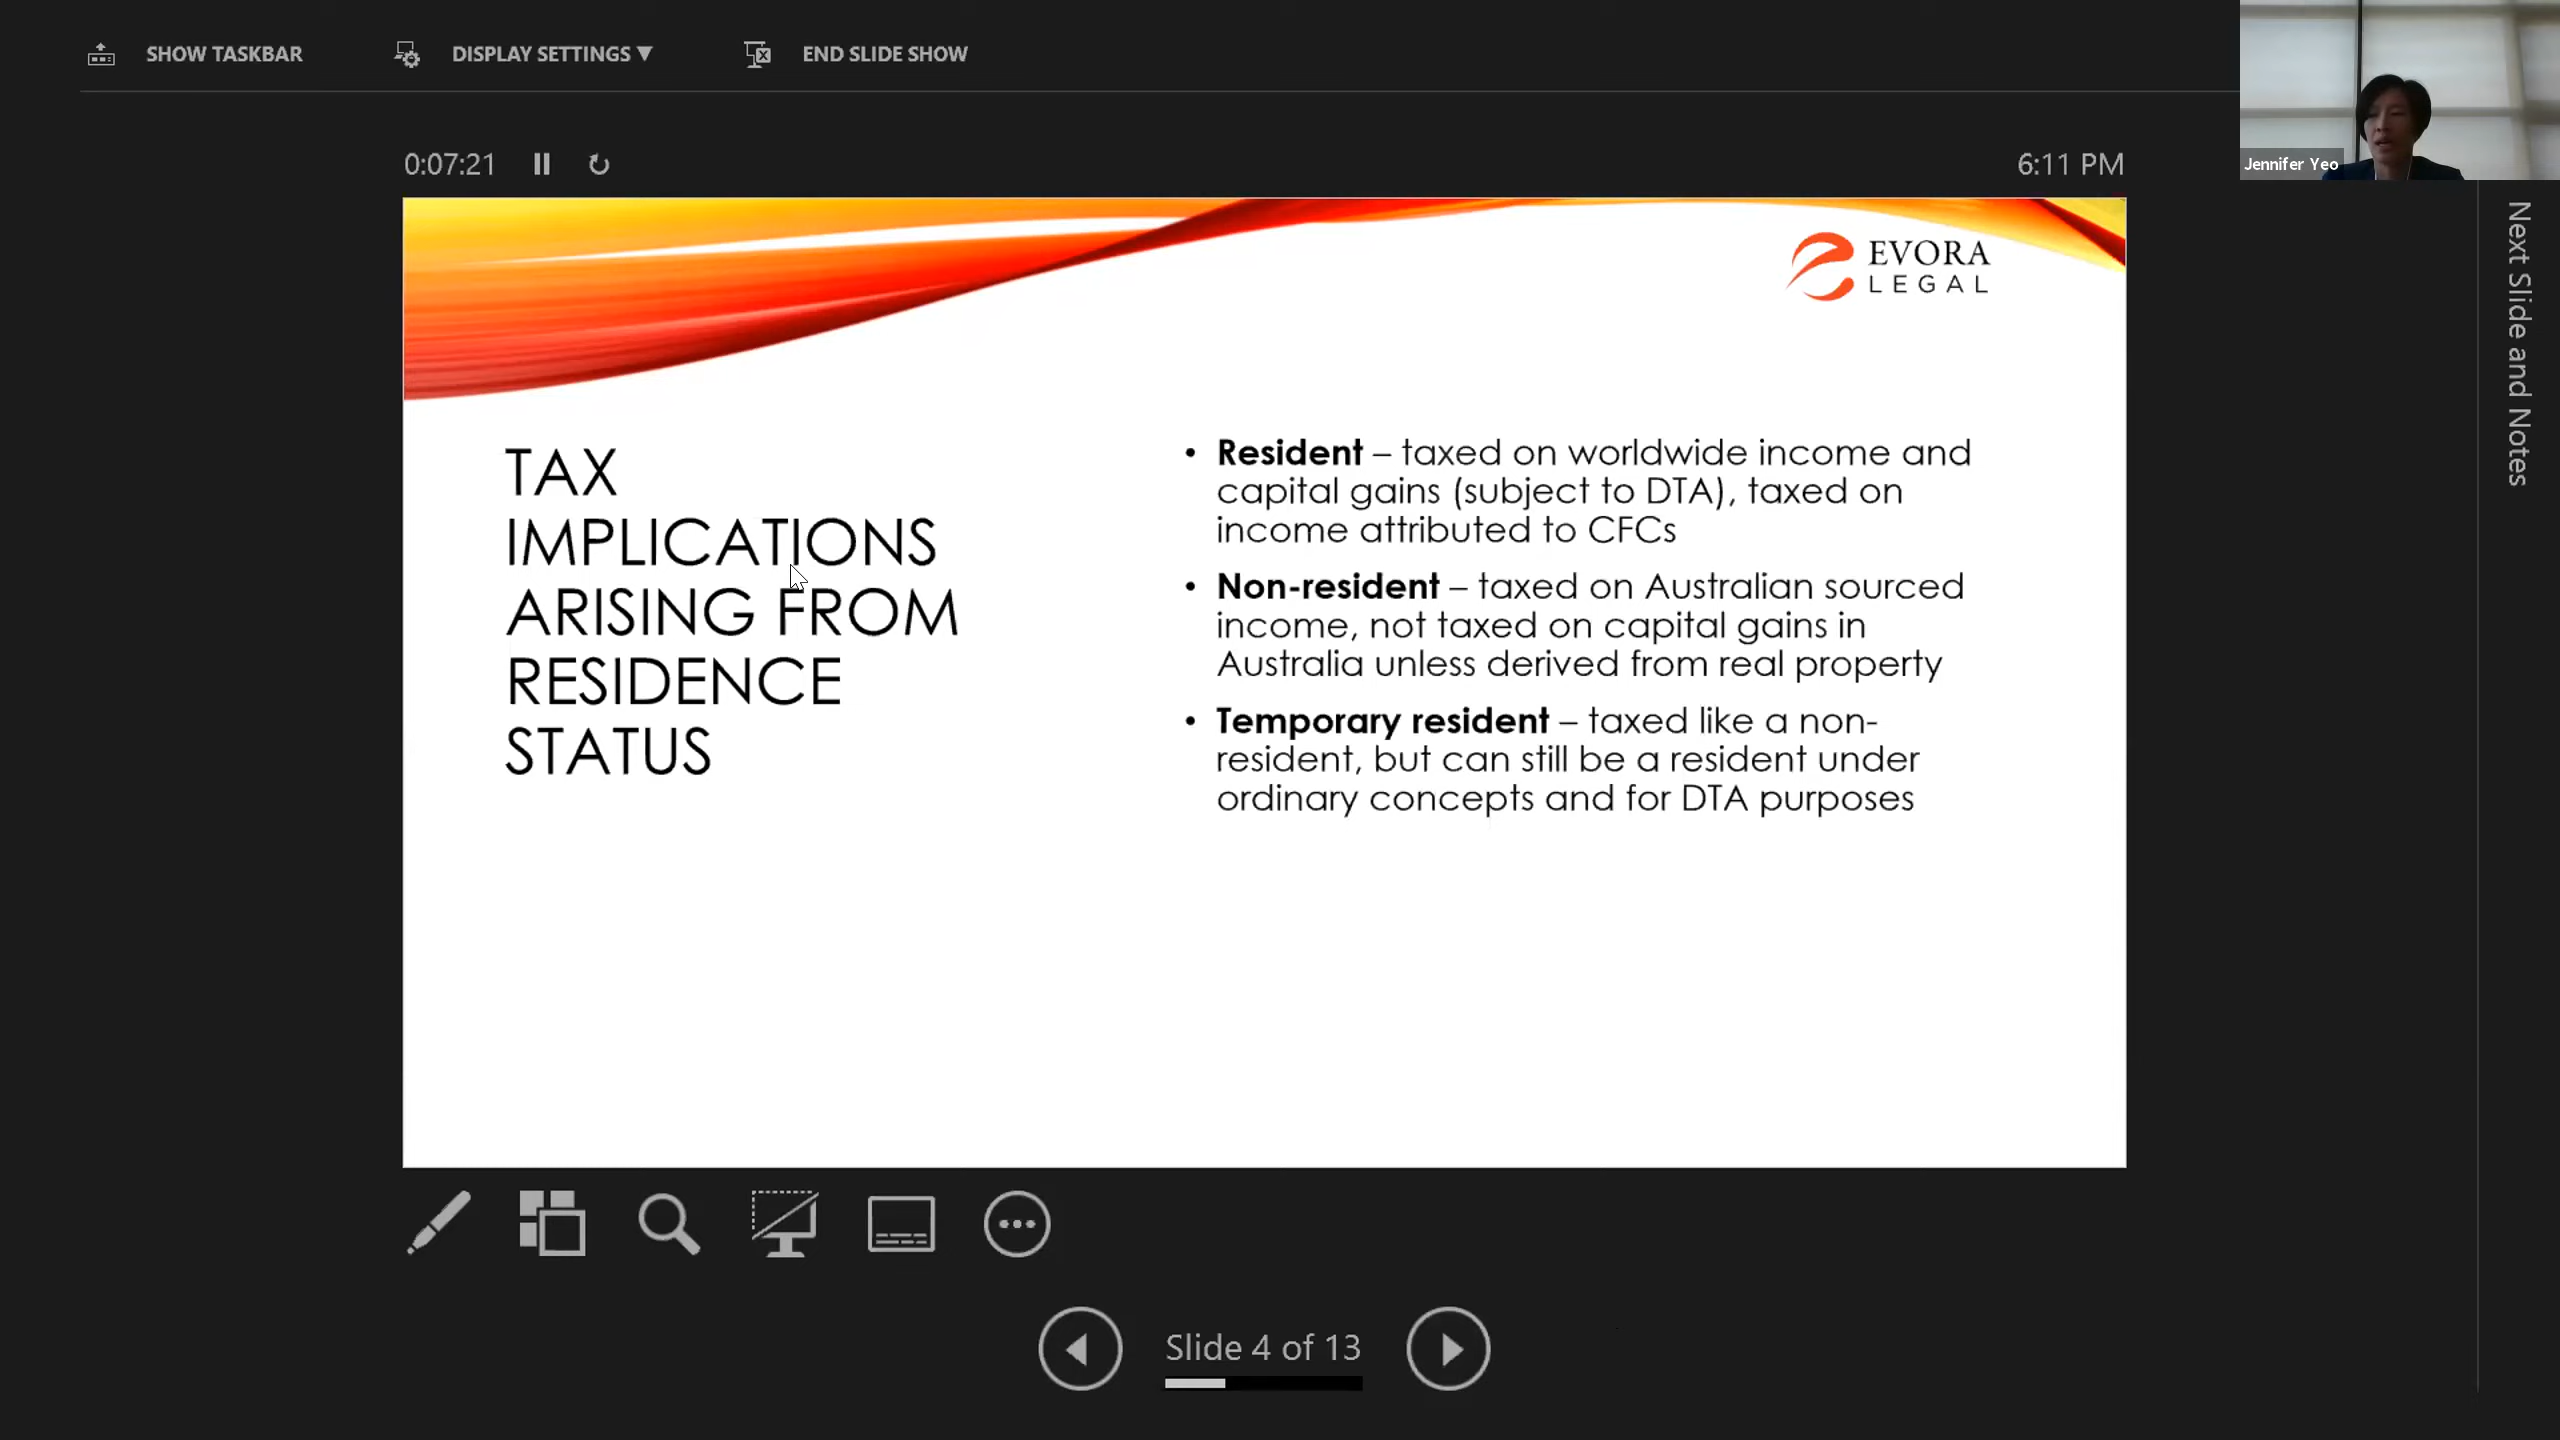 SHOW TASKBAR
DISPLAY SETTINGS ▼
END SLIDE SHOW
Jennifer Yeo
0:07:21
6:11 PM
Next Slide and Notes
EVORA
LEGAL
TAX
IMPLICATIONS
ARISING FROM
RESIDENCE
STATUS
• Resident – taxed on worldwide income and
capital gains (subject to DTA), taxed on
income attributed to CFCs
• Non-resident – taxed on Australian sourced
income, not taxed on capital gains in
Australia unless derived from real property
• Temporary resident – taxed like a non-
resident, but can still be a resident under
ordinary concepts and for DTA purposes
Slide 4 of 13